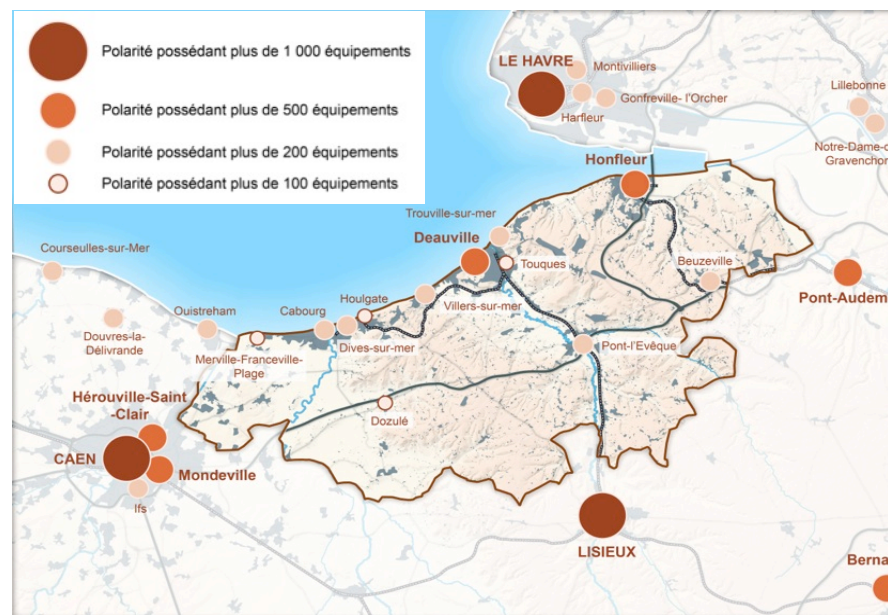 Polarité possédant plus de 1 000 équipements
Polarité possédant plus de 500 équipements
Polarité possédant plus de 200 équipements
Polarité possédant plus de 100 équipements
LE HAVRE
Montivilliers
Gonfreville- l'Orcher
Harfleur
Lillebonne
Notre-Dame-d
Gravenchon
Honfleur
Trouville-sur-mer
Deauville
Touques
Beuzeville
Pont-Audem
Courseulles-sur-Mer
Ouistreham
Cabourg
Houlgate
Villers-sur-mer
Douvres-la-
Délivrande
Merville-Franceville-
Plage
Dives-sur-mer
Pont-l'Evêque
Hérouville-Saint
-Clair
Dozulé
CAEN
Mondeville
Ifs
LISIEUX
Berna